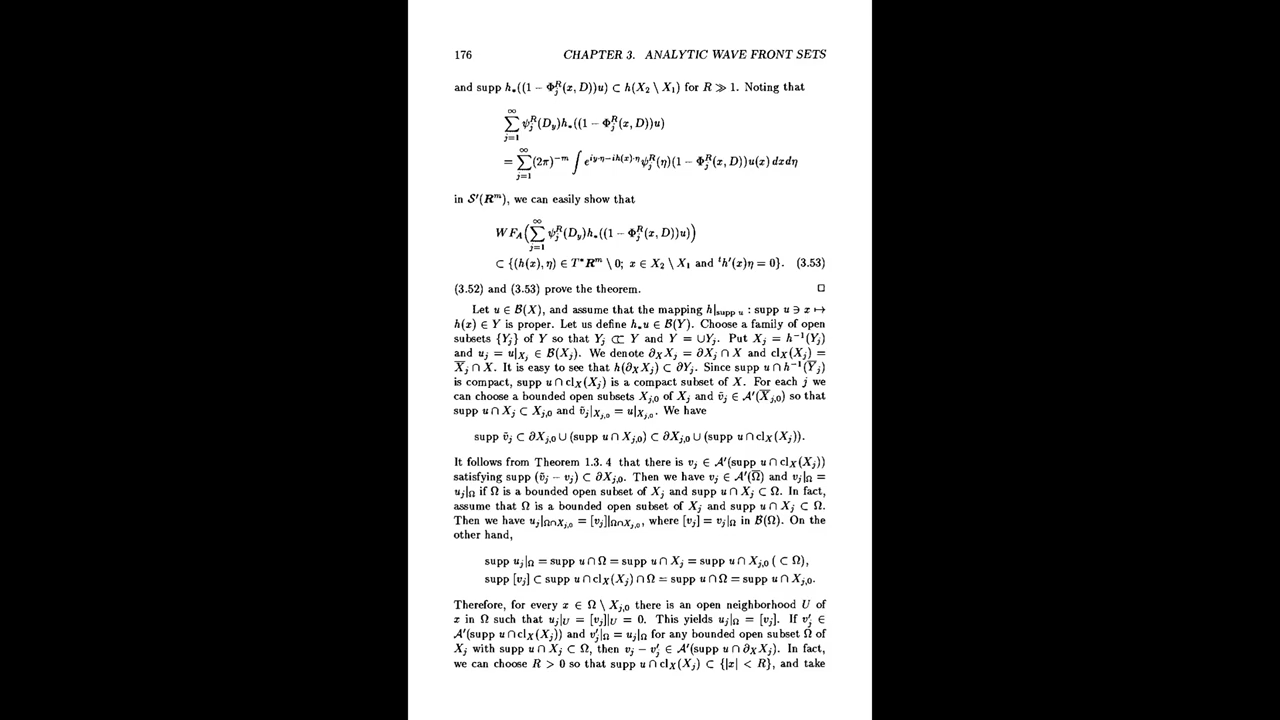 176 CHAPTER 3. ANALYTIC WAVE FRONT SETS
and supp h_*((1 − Φ_j^R(x, D))u) ⊂ h(X_2 \ X_1) for R ≫ 1. Noting that
∑_{j=1}^∞ ψ_j^R(D_y)h_*((1 − Φ_j^R(x, D))u)
= ∑_{j=1}^∞ (2π)^{−m} ∫ e^{iy·η−ih(x)·η} ψ_j^R(η)(1 − Φ_j^R(x, D))u(x) dxdη
in 𝒮′(R^m), we can easily show that
WF_A(∑_{j=1}^∞ ψ_j^R(D_y)h_*((1 − Φ_j^R(x, D))u))
⊂ {(h(x), η) ∈ T*R^m \ 0; x ∈ X_2 \ X_1 and ᵗh′(x)η = 0}. (3.53)
(3.52) and (3.53) prove the theorem. □
Let u ∈ ℬ(X), and assume that the mapping h|_{supp u} : supp u ∋ x ↦
h(x) ∈ Y is proper. Let us define h_*u ∈ ℬ(Y). Choose a family of open
subsets {Y_j} of Y so that Y_j ⊂⊂ Y and Y = ∪Y_j. Put X_j = h^{−1}(Y_j)
and u_j = u|_{X_j} ∈ ℬ(X_j). We denote ∂_X X_j = ∂X_j ∩ X and cl_X(X_j) =
X̅_j ∩ X. It is easy to see that h(∂_X X_j) ⊂ ∂Y_j. Since supp u ∩ h^{−1}(Y̅_j)
is compact, supp u ∩ cl_X(X_j) is a compact subset of X. For each j we
can choose a bounded open subsets X_{j,0} of X_j and ṽ_j ∈ 𝒜′(X̅_{j,0}) so that
supp u ∩ X_j ⊂ X_{j,0} and ṽ_j|_{X_{j,0}} = u|_{X_{j,0}}. We have
supp ṽ_j ⊂ ∂X_{j,0} ∪ (supp u ∩ X_{j,0}) ⊂ ∂X_{j,0} ∪ (supp u ∩ cl_X(X_j)).
It follows from Theorem 1.3. 4 that there is v_j ∈ 𝒜′(supp u ∩ cl_X(X_j))
satisfying supp (ṽ_j − v_j) ⊂ ∂X_{j,0}. Then we have v_j ∈ 𝒜′(Ω̅) and v_j|_Ω =
u_j|_Ω if Ω is a bounded open subset of X_j and supp u ∩ X_j ⊂ Ω. In fact,
assume that Ω is a bounded open subset of X_j and supp u ∩ X_j ⊂ Ω.
Then we have u_j|_{Ω∩X_{j,0}} = [v_j]|_{Ω∩X_{j,0}}, where [v_j] = v_j|_Ω in ℬ(Ω). On the
other hand,
supp u_j|_Ω = supp u ∩ Ω = supp u ∩ X_j = supp u ∩ X_{j,0} ( ⊂ Ω),
supp [v_j] ⊂ supp u ∩ cl_X(X_j) ∩ Ω = supp u ∩ Ω = supp u ∩ X_{j,0}.
Therefore, for every x ∈ Ω \ X_{j,0} there is an open neighborhood U of
x in Ω such that u_j|_U = [v_j]|_U = 0. This yields u_j|_Ω = [v_j]. If v′_j ∈
𝒜′(supp u ∩ cl_X(X_j)) and v′_j|_Ω = u_j|_Ω for any bounded open subset Ω of
X_j with supp u ∩ X_j ⊂ Ω, then v_j − v′_j ∈ 𝒜′(supp u ∩ ∂_X X_j). In fact,
we can choose R > 0 so that supp u ∩ cl_X(X_j) ⊂ {|x| < R}, and take